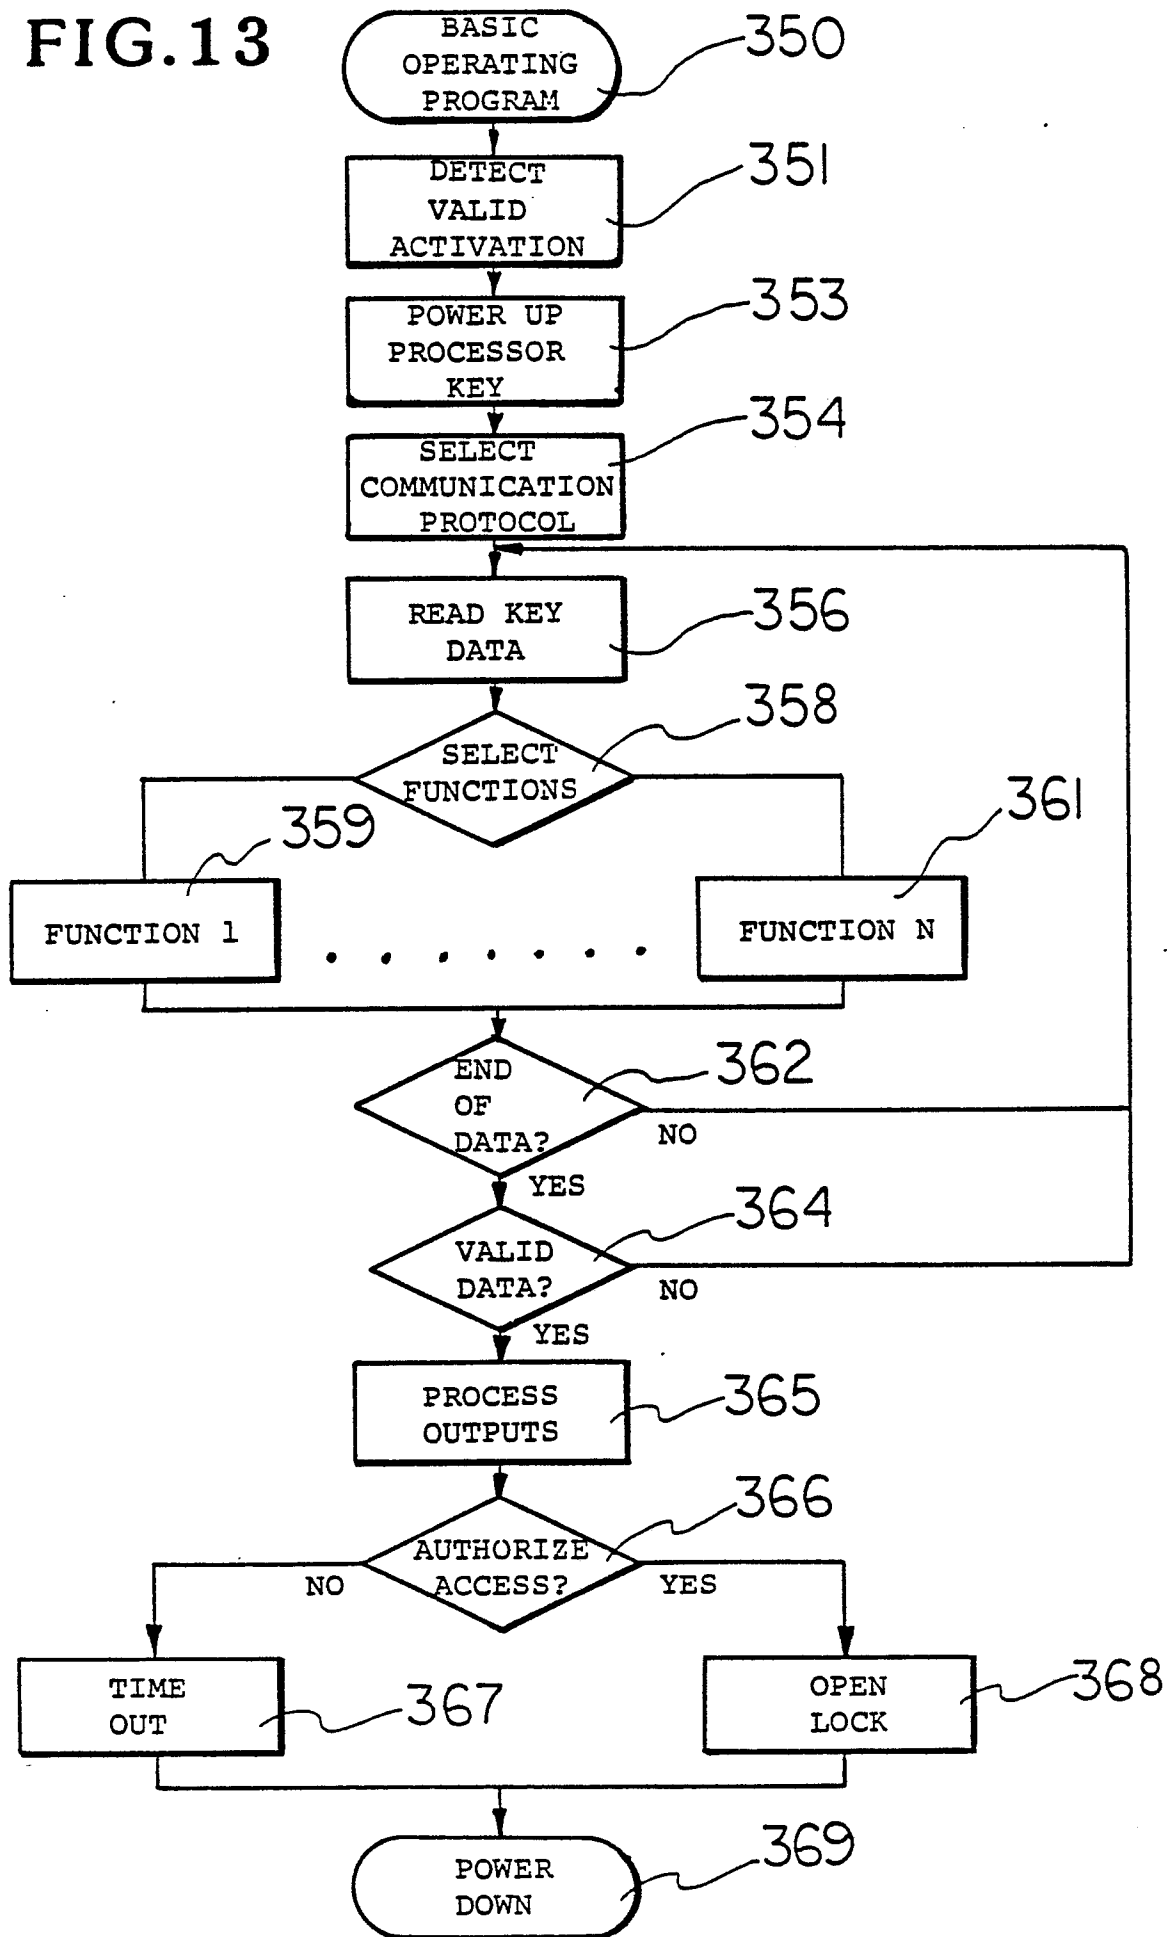 FIG.13
BASIC
OPERATING
PROGRAM
350
DETECT
VALID
ACTIVATION
351
POWER UP
PROCESSOR
KEY
353
SELECT
COMMUNICATION
PROTOCOL
354
READ KEY
DATA
356
SELECT
FUNCTIONS
358
359
361
FUNCTION 1
FUNCTION N
END
OF
DATA?
362
NO
YES
VALID
DATA?
364
NO
YES
PROCESS
OUTPUTS
365
AUTHORIZE
ACCESS?
366
NO
YES
TIME
OUT
367
OPEN
LOCK
368
POWER
DOWN
369